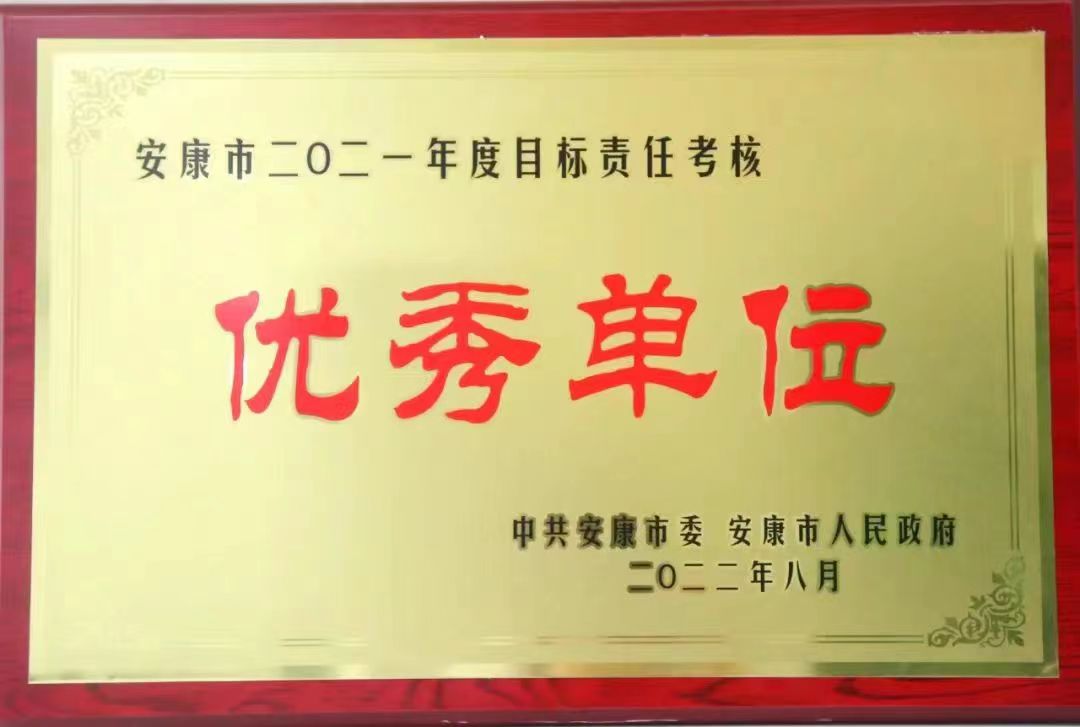 安康市二〇二一年度目标责任考核
优秀单位
中共安康市委 安康市人民政府
二〇二二年八月